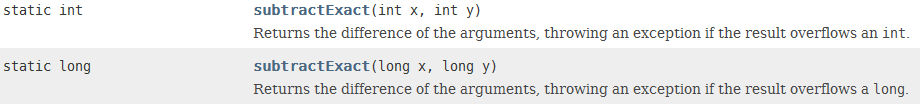 static int subtractExact(int x, int y)
Returns the difference of the arguments, throwing an exception if the result overflows an int.
static long subtractExact(long x, long y)
Returns the difference of the arguments, throwing an exception if the result overflows a long.